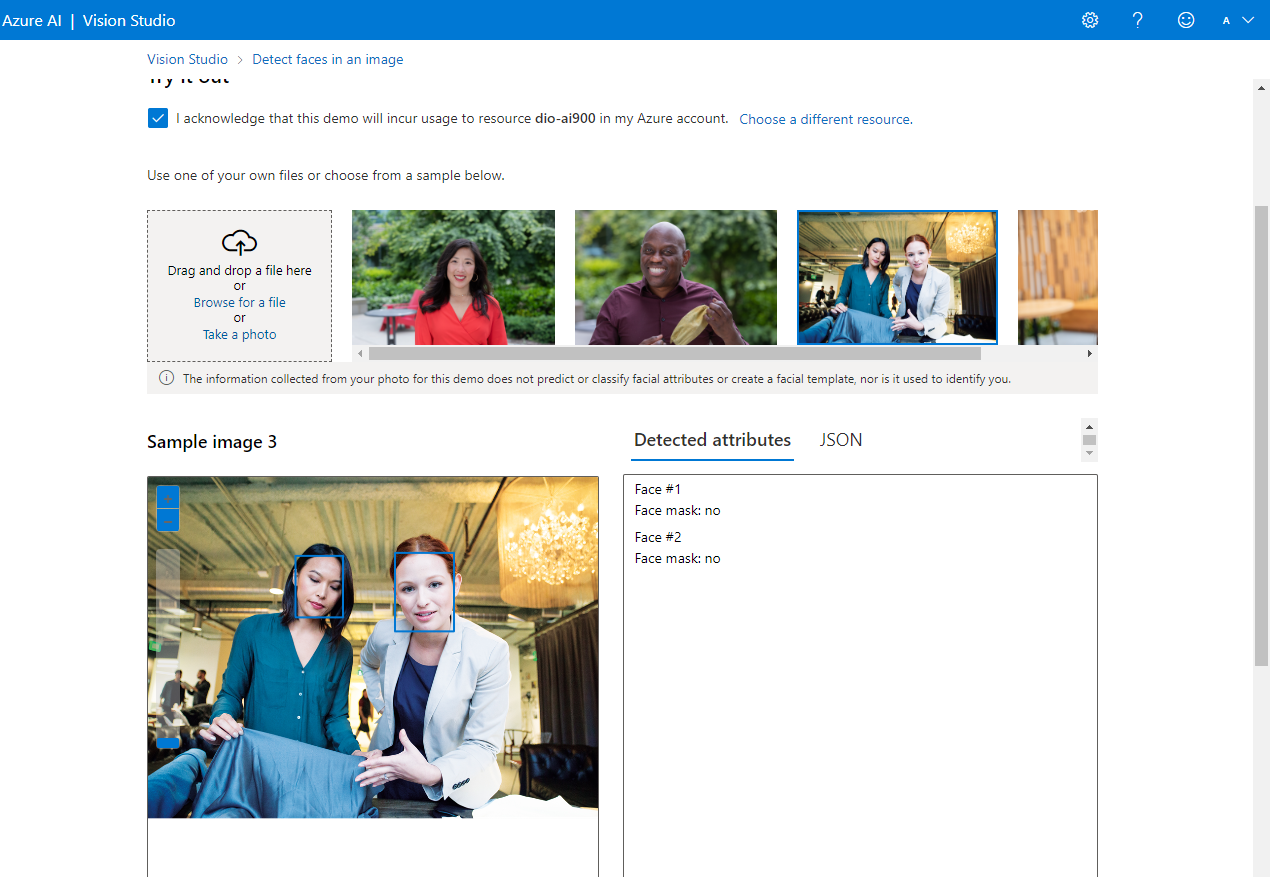 Azure AI | Vision Studio
A
Vision Studio > Detect faces in an image
Try it out
I acknowledge that this demo will incur usage to resource dio-ai900 in my Azure account. Choose a different resource.
Use one of your own files or choose from a sample below.
Drag and drop a file here
or
Browse for a file
or
Take a photo
The information collected from your photo for this demo does not predict or classify facial attributes or create a facial template, nor is it used to identify you.
Sample image 3
Detected attributes JSON
Face #1
Face mask: no
Face #2
Face mask: no